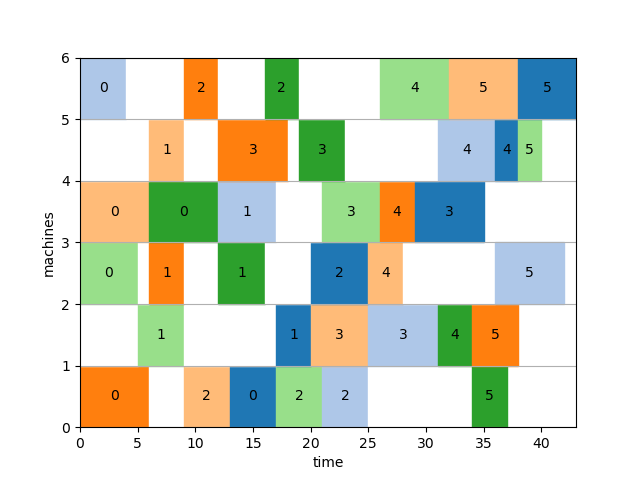 6
0 2 2 4 5 5
5
1 3 3 4 4 5
4
0 0 1 3 4 3
3
0 1 1 2 4 5
2
1 1 3 3 4 5
1
0 2 0 2 2 5
0
0 5 10 15 20 25 30 35 40
time
machines